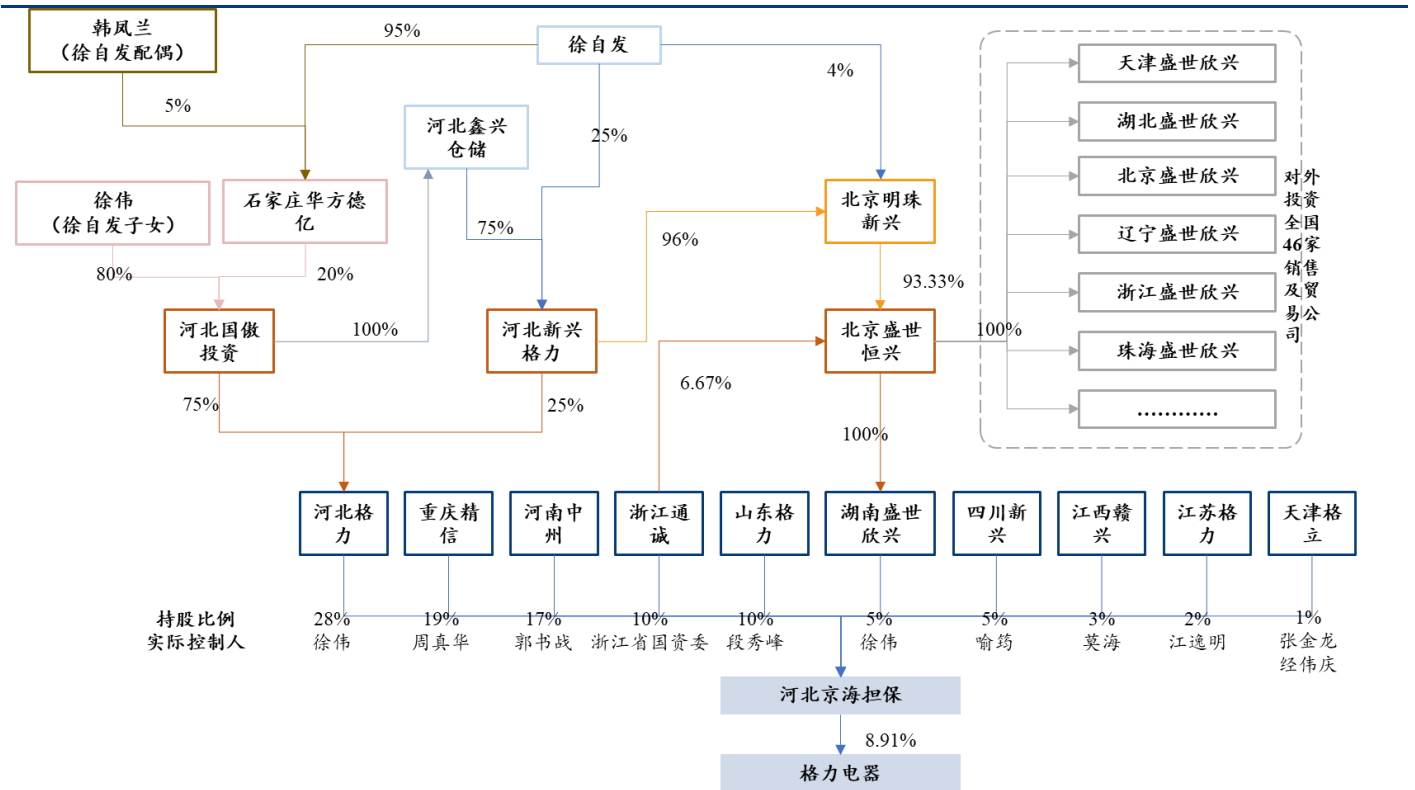 韩凤兰
（徐自发配偶）
95%
徐自发
4%
天津盛世欣兴
5%
河北鑫兴
仓储
25%
湖北盛世欣兴
徐伟
（徐自发子女）
石家庄华方德
亿
75%
96%
北京明珠
新兴
北京盛世欣兴
辽宁盛世欣兴
80%
20%
93.33%
浙江盛世欣兴
河北国傲
投资
100%
河北新兴
格力
北京盛世
恒兴
100%
珠海盛世欣兴
…………
对外
投资
全国
46家
销售
及贸
易公
司
75%
25%
6.67%
100%
河北格
力
重庆精
信
河南中
州
浙江通
诚
山东格
力
湖南盛世
欣兴
四川新
兴
江西赣
兴
江苏格
力
天津格
立
持股比例
28%
19%
17%
10%
10%
5%
5%
3%
2%
1%
实际控制人
徐伟
周真华
郭书战
浙江省国资委
段秀峰
徐伟
喻筠
莫海
江逸明
张金龙
经伟庆
河北京海担保
8.91%
格力电器